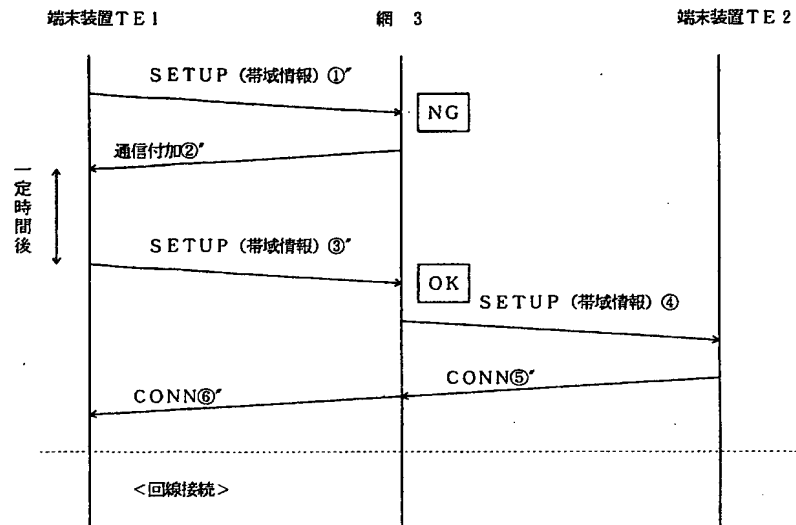 端末装置TE1
網 3
端末装置TE2
SETUP(帯域情報)①″
NG
通信付加②″
一定時間後
SETUP(帯域情報)③″
OK
SETUP(帯域情報)④
CONN⑤″
CONN⑥″
<回線接続>